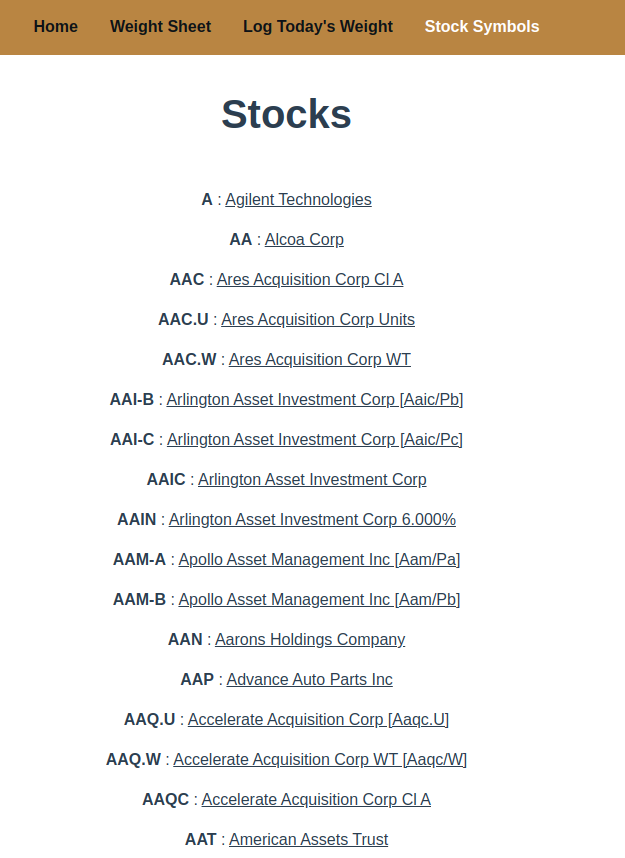 Home Weight Sheet Log Today's Weight Stock Symbols
Stocks
A : Agilent Technologies
AA : Alcoa Corp
AAC : Ares Acquisition Corp Cl A
AAC.U : Ares Acquisition Corp Units
AAC.W : Ares Acquisition Corp WT
AAI-B : Arlington Asset Investment Corp [Aaic/Pb]
AAI-C : Arlington Asset Investment Corp [Aaic/Pc]
AAIC : Arlington Asset Investment Corp
AAIN : Arlington Asset Investment Corp 6.000%
AAM-A : Apollo Asset Management Inc [Aam/Pa]
AAM-B : Apollo Asset Management Inc [Aam/Pb]
AAN : Aarons Holdings Company
AAP : Advance Auto Parts Inc
AAQ.U : Accelerate Acquisition Corp [Aaqc.U]
AAQ.W : Accelerate Acquisition Corp WT [Aaqc/W]
AAQC : Accelerate Acquisition Corp Cl A
AAT : American Assets Trust